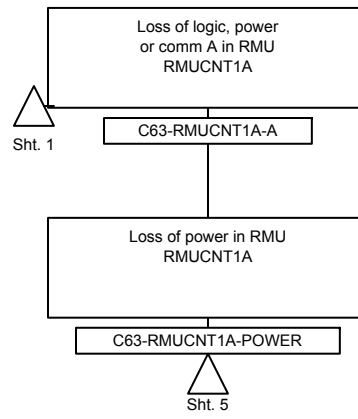 Loss of logic, power
or comm A in RMU
RMUCNT1A
Sht. 1
C63-RMUCNT1A-A
Loss of power in RMU
RMUCNT1A
C63-RMUCNT1A-POWER
Sht. 5